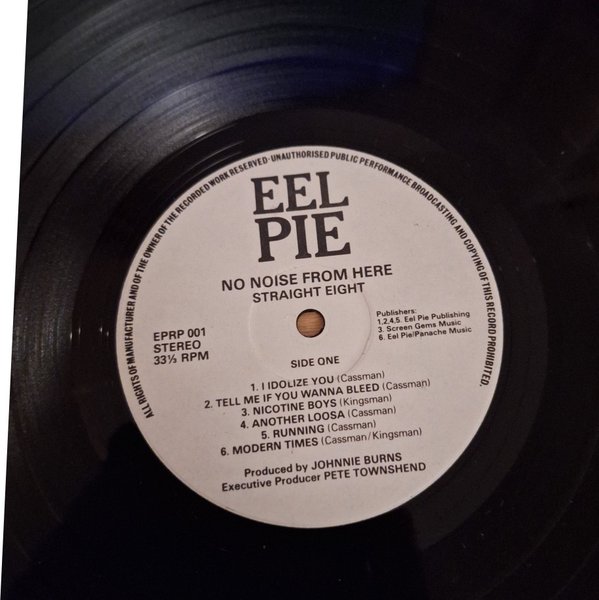 ALL RIGHTS OF MANUFACTURER AND OF THE OWNER OF THE RECORDED WORK RESERVED·UNAUTHORISED PUBLIC PERFORMANCE BROADCASTING AND COPYING OF THIS RECORD PROHIBITED.
EEL
PIE
NO NOISE FROM HERE
STRAIGHT EIGHT
EPRP 001
STEREO
33⅓ RPM
Publishers:
1,2,4,5. Eel Pie Publishing
3. Screen Gems Music
6. Eel Pie/Panache Music
SIDE ONE
1. I IDOLIZE YOU (Cassman)
2. TELL ME IF YOU WANNA BLEED (Cassman)
3. NICOTINE BOYS (Kingsman)
4. ANOTHER LOOSA (Cassman)
5. RUNNING (Cassman)
6. MODERN TIMES (Cassman/Kingsman)
Produced by JOHNNIE BURNS
Executive Producer PETE TOWNSHEND